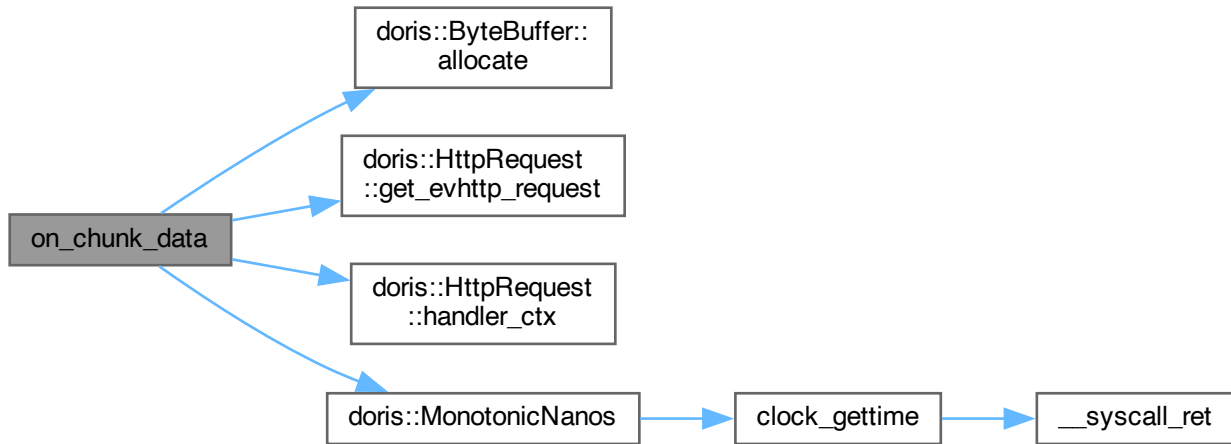 doris::ByteBuffer::
allocate
doris::HttpRequest
::get_evhttp_request
on_chunk_data
doris::HttpRequest
::handler_ctx
doris::MonotonicNanos
clock_gettime
__syscall_ret